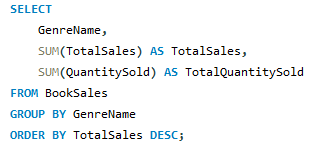 SELECT
GenreName,
SUM(TotalSales) AS TotalSales,
SUM(QuantitySold) AS TotalQuantitySold
FROM BookSales
GROUP BY GenreName
ORDER BY TotalSales DESC;